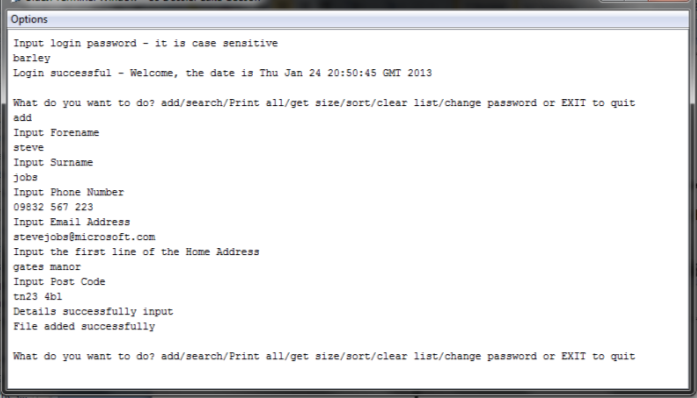 Options
Input login password - it is case sensitive
barley
Login successful - Welcome, the date is Thu Jan 24 20:50:45 GMT 2013
What do you want to do? add/search/Print all/get size/sort/clear list/change password or EXIT to quit
add
Input Forename
steve
Input Surname
jobs
Input Phone Number
09832 567 223
Input Email Address
stevejobs@microsoft.com
Input the first line of the Home Address
gates manor
Input Post Code
tn23 4bl
Details successfully input
File added successfully
What do you want to do? add/search/Print all/get size/sort/clear list/change password or EXIT to quit